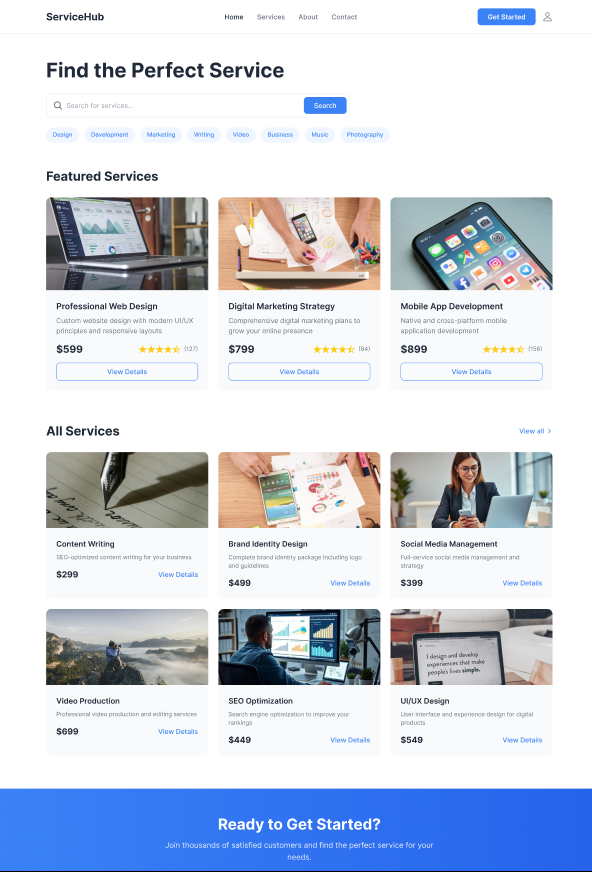 ServiceHub
Home Services About Contact
Get Started
Find the Perfect Service
Search for services...
Search
Design Development Marketing Writing Video Business Music Photography
Featured Services
Professional Web Design
Custom website design with modern UI/UX
principles and responsive layouts
$599
(127)
View Details
Digital Marketing Strategy
Comprehensive digital marketing plans to
grow your online presence
$799
(84)
View Details
Mobile App Development
Native and cross-platform mobile
application development
$899
(156)
View Details
All Services
View all
Content Writing
SEO-optimized content writing for your business
$299
View Details
Brand Identity Design
Complete brand identity package including logo
and guidelines
$499
View Details
Social Media Management
Full-service social media management and
strategy
$399
View Details
Video Production
Professional video production and editing services
$699
View Details
SEO Optimization
Search engine optimization to improve your
rankings
$449
View Details
I design and develop
experiences that make
people's lives simple.
UI/UX Design
User interface and experience design for digital
products
$549
View Details
Ready to Get Started?
Join thousands of satisfied customers and find the perfect service for your
needs.